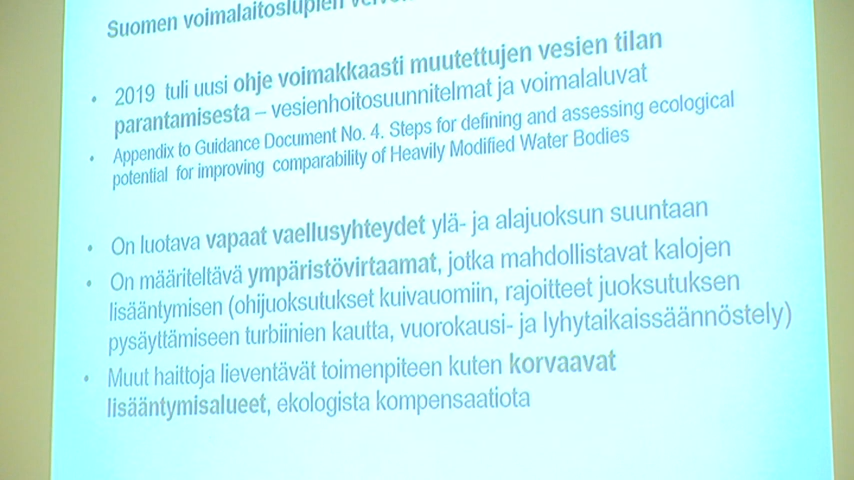 Suomen voimalaitoslupien
2019 tuli uusi ohje voimakkaasti muutettujen vesien tilan
parantamisesta – vesienhoitosuunnitelmat ja voimalaluvat
Appendix to Guidance Document No. 4. Steps for defining and assessing ecological
potential for improving comparability of Heavily Modified Water Bodies
On luotava vapaat vaellusyhteydet ylä- ja alajuoksun suuntaan
On määriteltävä ympäristövirtaamat, jotka mahdollistavat kalojen
lisääntymisen (ohijuoksutukset kuivauomiin, rajoitteet juoksutuksen
pysäyttämiseen turbiinien kautta, vuorokausi- ja lyhytaikaissäännöstely)
Muut haittoja lieventävät toimenpiteen kuten korvaavat
lisääntymisalueet, ekologista kompensaatiota